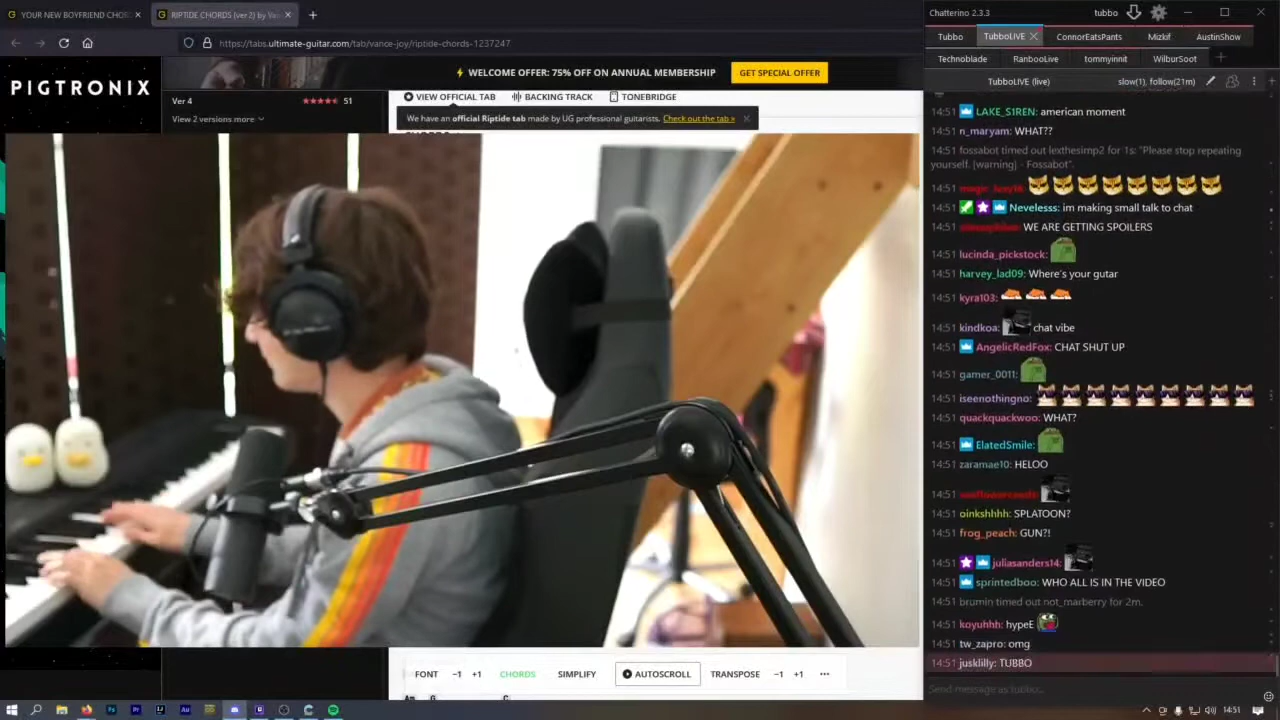 YOUR NEW BOYFRIEND CHO
RIPTIDE CHORDS (ver 2) by Va
Chatterino 2.3.3
tubbo
https://tabs.ultimate-guitar.com/tab/vance-joy/riptide-chords-1237247
Tubbo
TubboLIVE
ConnorEatsPants
Mizkif
AustinShow
Technoblade
RanbooLive
tommyinnit
WilburSoot
TubboLIVE (live)
slow(1), follow(21m)
PIGTRONIX
WELCOME OFFER: 75% OFF ON ANNUAL MEMBERSHIP
GET SPECIAL OFFER
Ver 4
51
View 2 versions more
VIEW OFFICIAL TAB
BACKING TRACK
TONEBRIDGE
We have an official Riptide tab made by UG professional guitarists. Check out the tab »
14:51 LAKE_S1REN: american moment
14:51 n_maryam: WHAT??
14:51 fossabot timed out lexthesimp2 for 1s: "Please stop repeating
yourself. [warning] - Fossabot".
14:51
14:51 Nevelesss: im making small talk to chat
14:51 WE ARE GETTING SPOILERS
14:51 lucinda_pickstock:
14:51 harvey_lad09: Where's your gutar
14:51 kyra103:
14:51 kindkoa: chat vibe
14:51 AngelicRedFox: CHAT SHUT UP
14:51 gamer_0011:
14:51 iseenothingno:
14:51 quackquackwoo: WHAT?
14:51 ElatedSmile:
14:51 zaramae10: HELOO
14:51
14:51 oinkshhhh: SPLATOON?
14:51 frog_peach: GUN?!
14:51 juliasanders14:
14:51 sprintedboo: WHO ALL IS IN THE VIDEO
14:51 brumin timed out not_marberry for 2m.
14:51 koyuhhh: hypeE
14:51 tw_zapro: omg
14:51 jusklilly: TUBBO
FONT −1 +1 CHORDS SIMPLIFY AUTOSCROLL TRANSPOSE −1 +1
Am G C
14:51